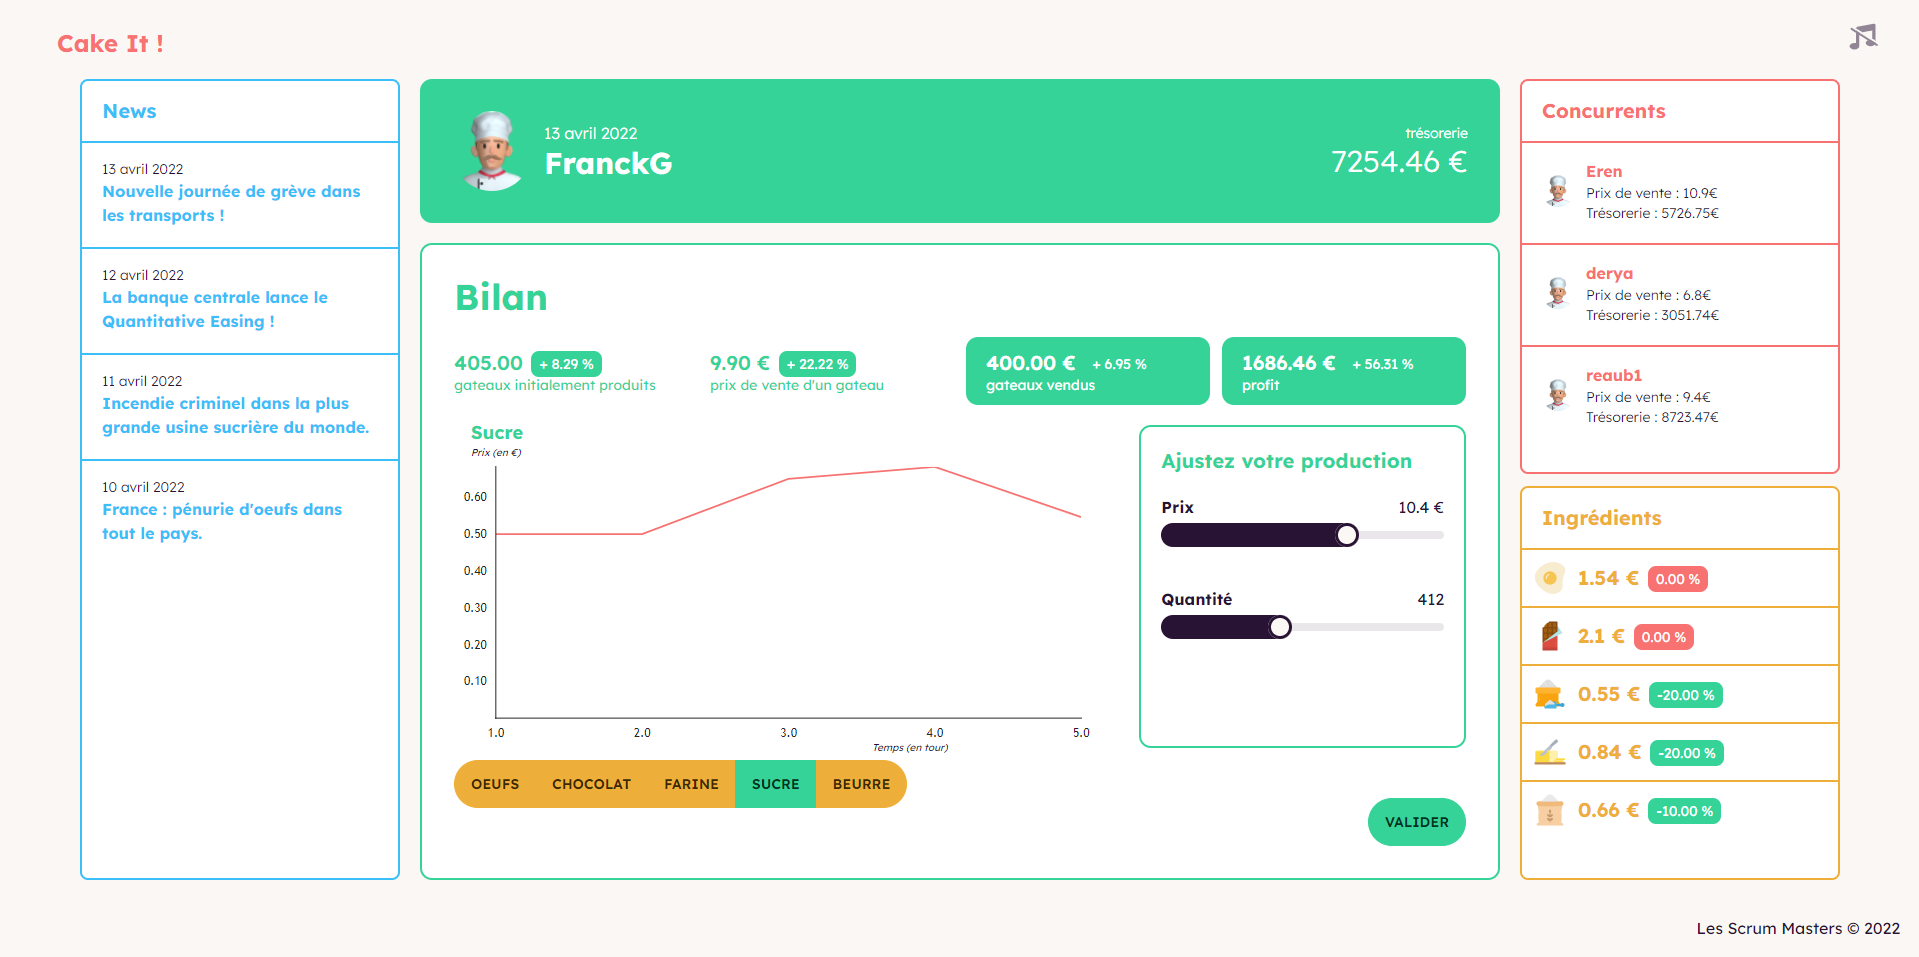 Cake It !
News
13 avril 2022
Nouvelle journée de grève dans
les transports !
12 avril 2022
La banque centrale lance le
Quantitative Easing !
11 avril 2022
Incendie criminel dans la plus
grande usine sucrière du monde.
10 avril 2022
France : pénurie d'oeufs dans
tout le pays.
13 avril 2022
FranckG
trésorerie
7254.46 €
Bilan
405.00 + 8.29 %
gateaux initialement produits
9.90 € + 22.22 %
prix de vente d'un gateau
400.00 € + 6.95 %
gateaux vendus
1686.46 € + 56.31 %
profit
Sucre
Prix (en €)
0.60
0.50
0.40
0.30
0.20
0.10
1.0 2.0 3.0 4.0 5.0
Temps (en tour)
OEUFS CHOCOLAT FARINE SUCRE BEURRE
Ajustez votre production
Prix 10.4 €
Quantité 412
VALIDER
Concurrents
Eren
Prix de vente : 10.9€
Trésorerie : 5726.75€
derya
Prix de vente : 6.8€
Trésorerie : 3051.74€
reaub1
Prix de vente : 9.4€
Trésorerie : 8723.47€
Ingrédients
1.54 € 0.00 %
2.1 € 0.00 %
0.55 € -20.00 %
0.84 € -20.00 %
0.66 € -10.00 %
Les Scrum Masters © 2022